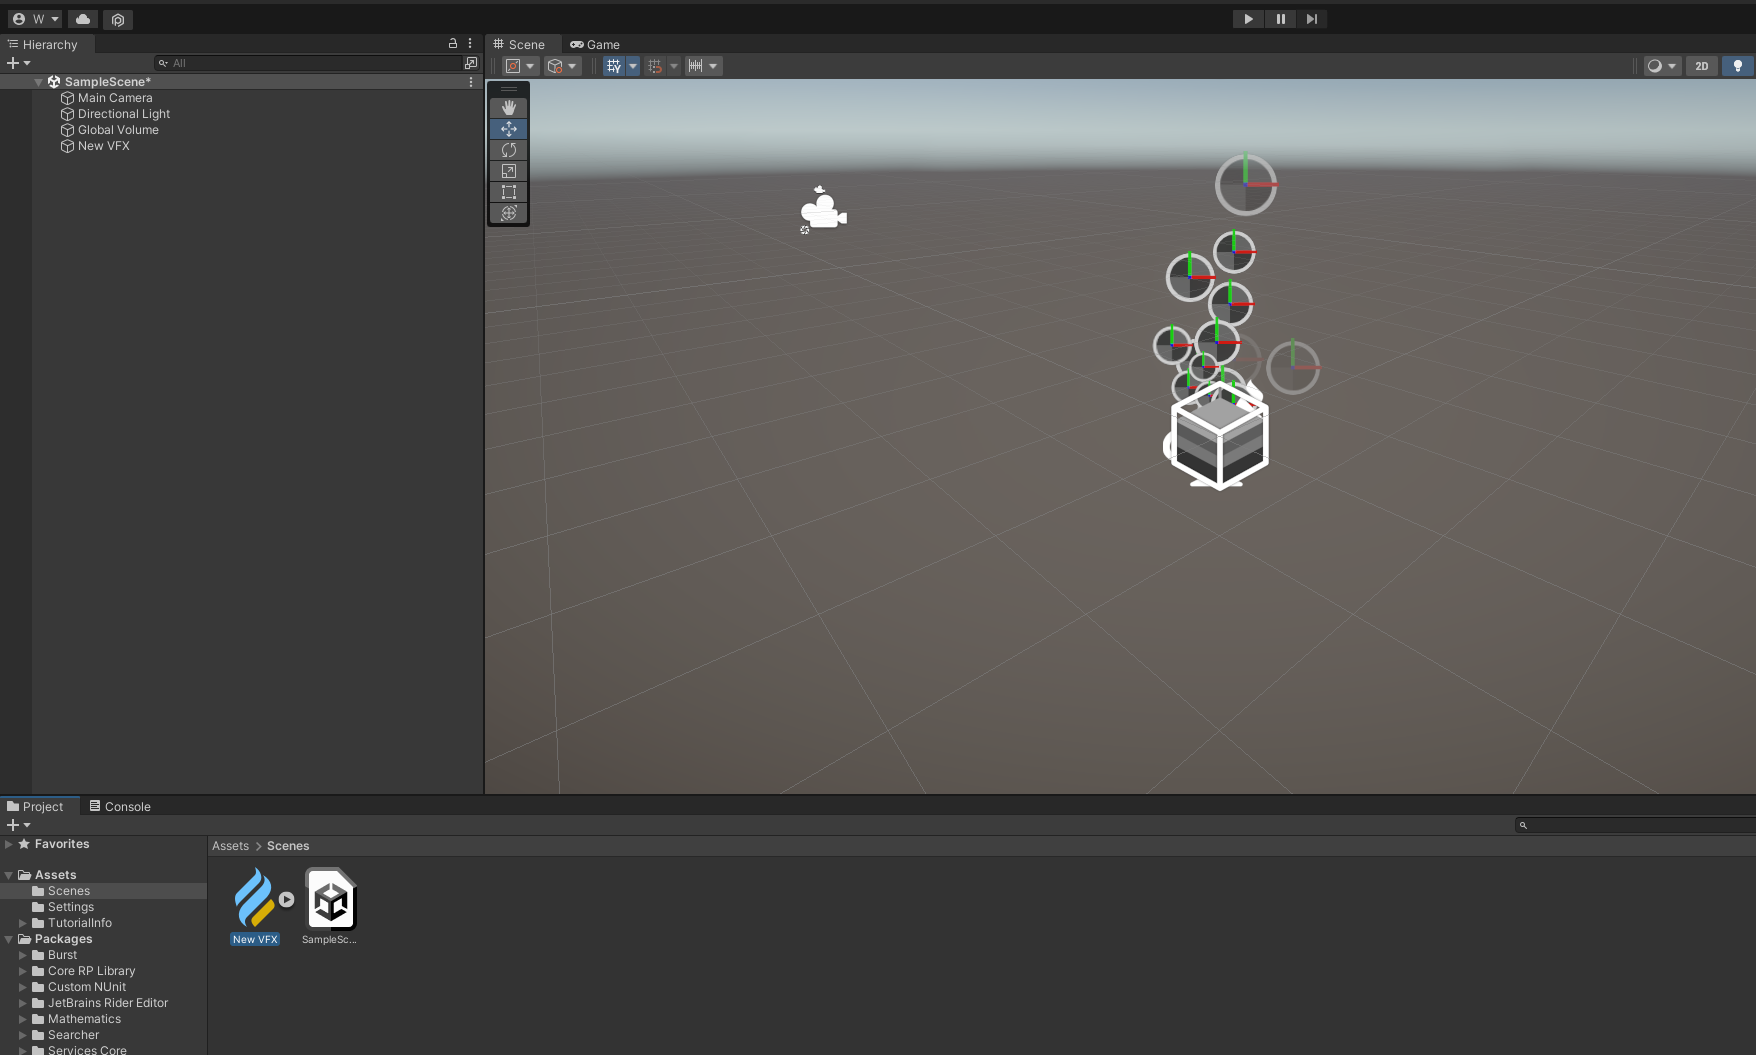 W
Hierarchy
All
SampleScene*
Main Camera
Directional Light
Global Volume
New VFX
Scene
Game
Y
2D
Project
Console
Favorites
Assets
Scenes
Settings
TutorialInfo
Packages
Burst
Core RP Library
Custom NUnit
JetBrains Rider Editor
Mathematics
Searcher
Services Core
Assets > Scenes
New VFX
SampleSc...